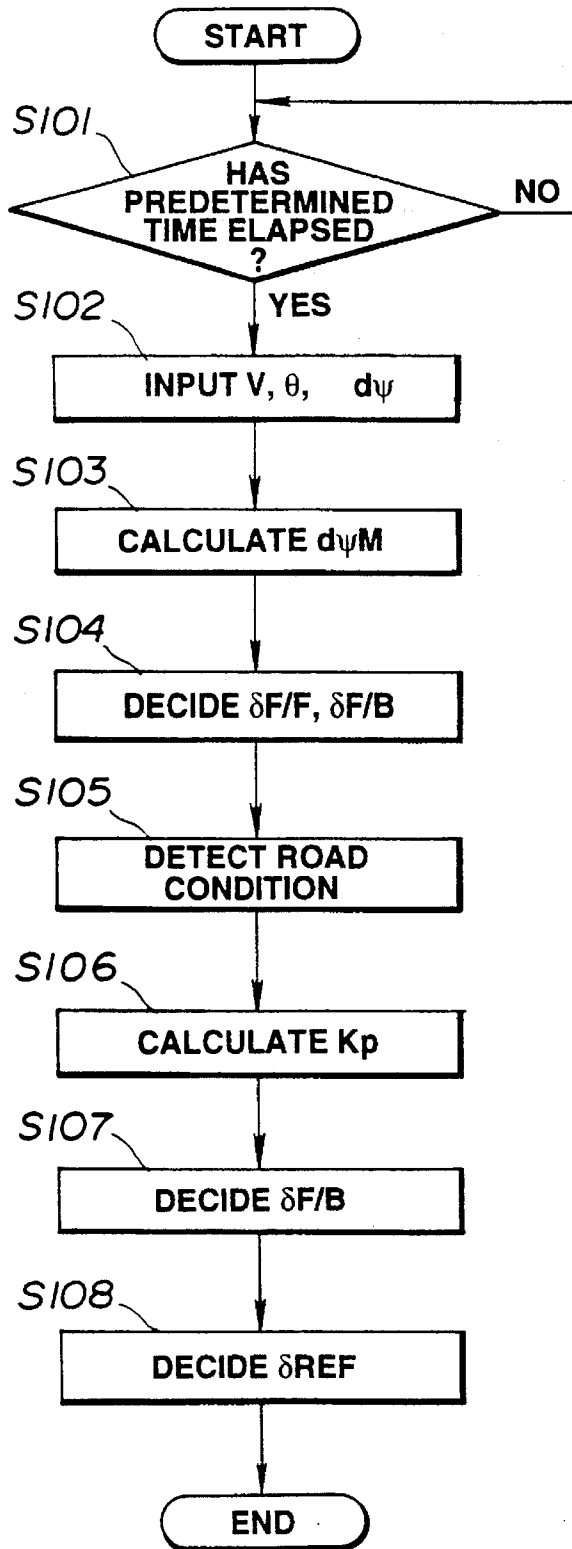 START
S101
HAS
PREDETERMINED
TIME ELAPSED
?
NO
YES
S102
INPUT V, θ, dψ
S103
CALCULATE dψM
S104
DECIDE δF/F, δF/B
S105
DETECT ROAD
CONDITION
S106
CALCULATE Kp
S107
DECIDE δF/B
S108
DECIDE δREF
END